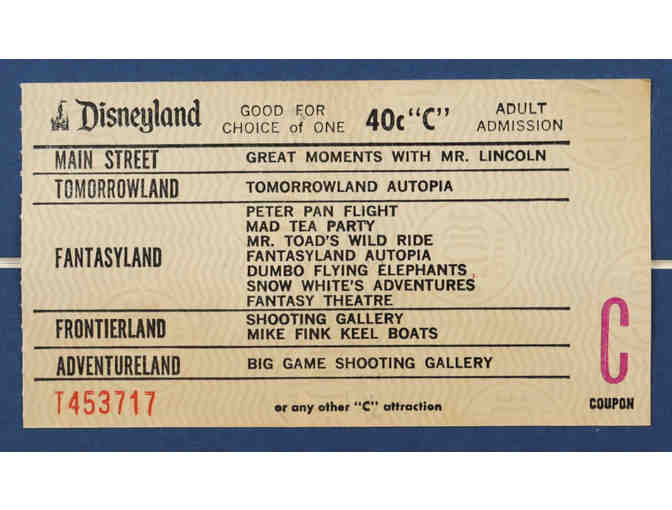 Disneyland GOOD FOR CHOICE of ONE 40c "C" ADULT ADMISSION
MAIN STREET GREAT MOMENTS WITH MR. LINCOLN
TOMORROWLAND TOMORROWLAND AUTOPIA
FANTASYLAND
PETER PAN FLIGHT
MAD TEA PARTY
MR. TOAD'S WILD RIDE
FANTASYLAND AUTOPIA
DUMBO FLYING ELEPHANTS
SNOW WHITE'S ADVENTURES
FANTASY THEATRE
FRONTIERLAND
SHOOTING GALLERY
MIKE FINK KEEL BOATS
ADVENTURELAND BIG GAME SHOOTING GALLERY
T453717 or any other "C" attraction
C
COUPON